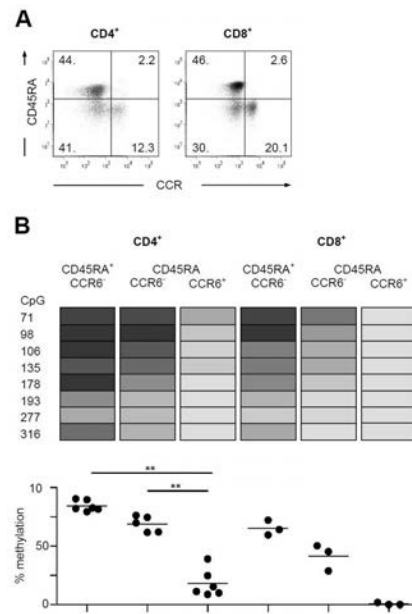 A
CD4+ CD8+
44. 2.2 46. 2.6
CD45RA
41. 12.3 30. 20.1
CCR
B
CD4+ CD8+
CD45RA+ CD45RA CD45RA+ CD45RA
CpG CCR6- CCR6- CCR6+ CCR6- CCR6- CCR6+
71
98
106
135
178
193
277
316
**
10
**
% methylation
50
25
0